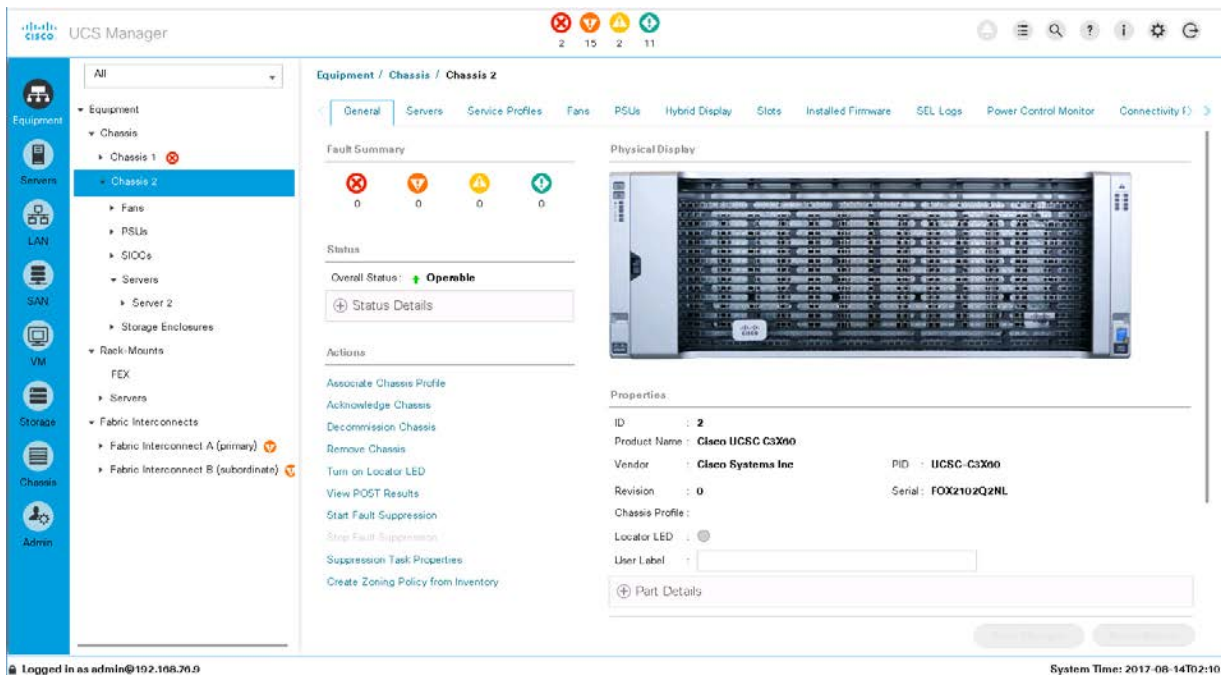 CISCO
UCS Manager
2 15 2 11
Equipment
Servers
LAN
SAN
VM
Storage
Chassis
Admin
All
Equipment
Chassis
Chassis 1
Chassis 2
Fans
PSUs
SIOCs
Servers
Server 2
Storage Enclosures
Rack-Mounts
FEX
Servers
Fabric Interconnects
Fabric Interconnect A (primary)
Fabric Interconnect B (subordinate)
Equipment / Chassis / Chassis 2
General Servers Service Profiles Fans PSUs Hybrid Display Slots Installed Firmware SEL Logs Power Control Monitor Connectivity
Fault Summary
0 0 0 0
Status
Overall Status : Operable
Status Details
Actions
Associate Chassis Profile
Acknowledge Chassis
Decommission Chassis
Remove Chassis
Turn on Locator LED
View POST Results
Start Fault Suppression
Stop Fault Suppression
Suppression Task Properties
Create Zoning Policy from Inventory
Physical Display
Properties
ID : 2
Product Name : Cisco UCSC C3X60
Vendor : Cisco Systems Inc PID : UCSC-C3X60
Revision : 0 Serial : FOX2102Q2NL
Chassis Profile :
Locator LED :
User Label :
Part Details
Logged in as admin@192.168.76.9
System Time: 2017-08-14T02:10